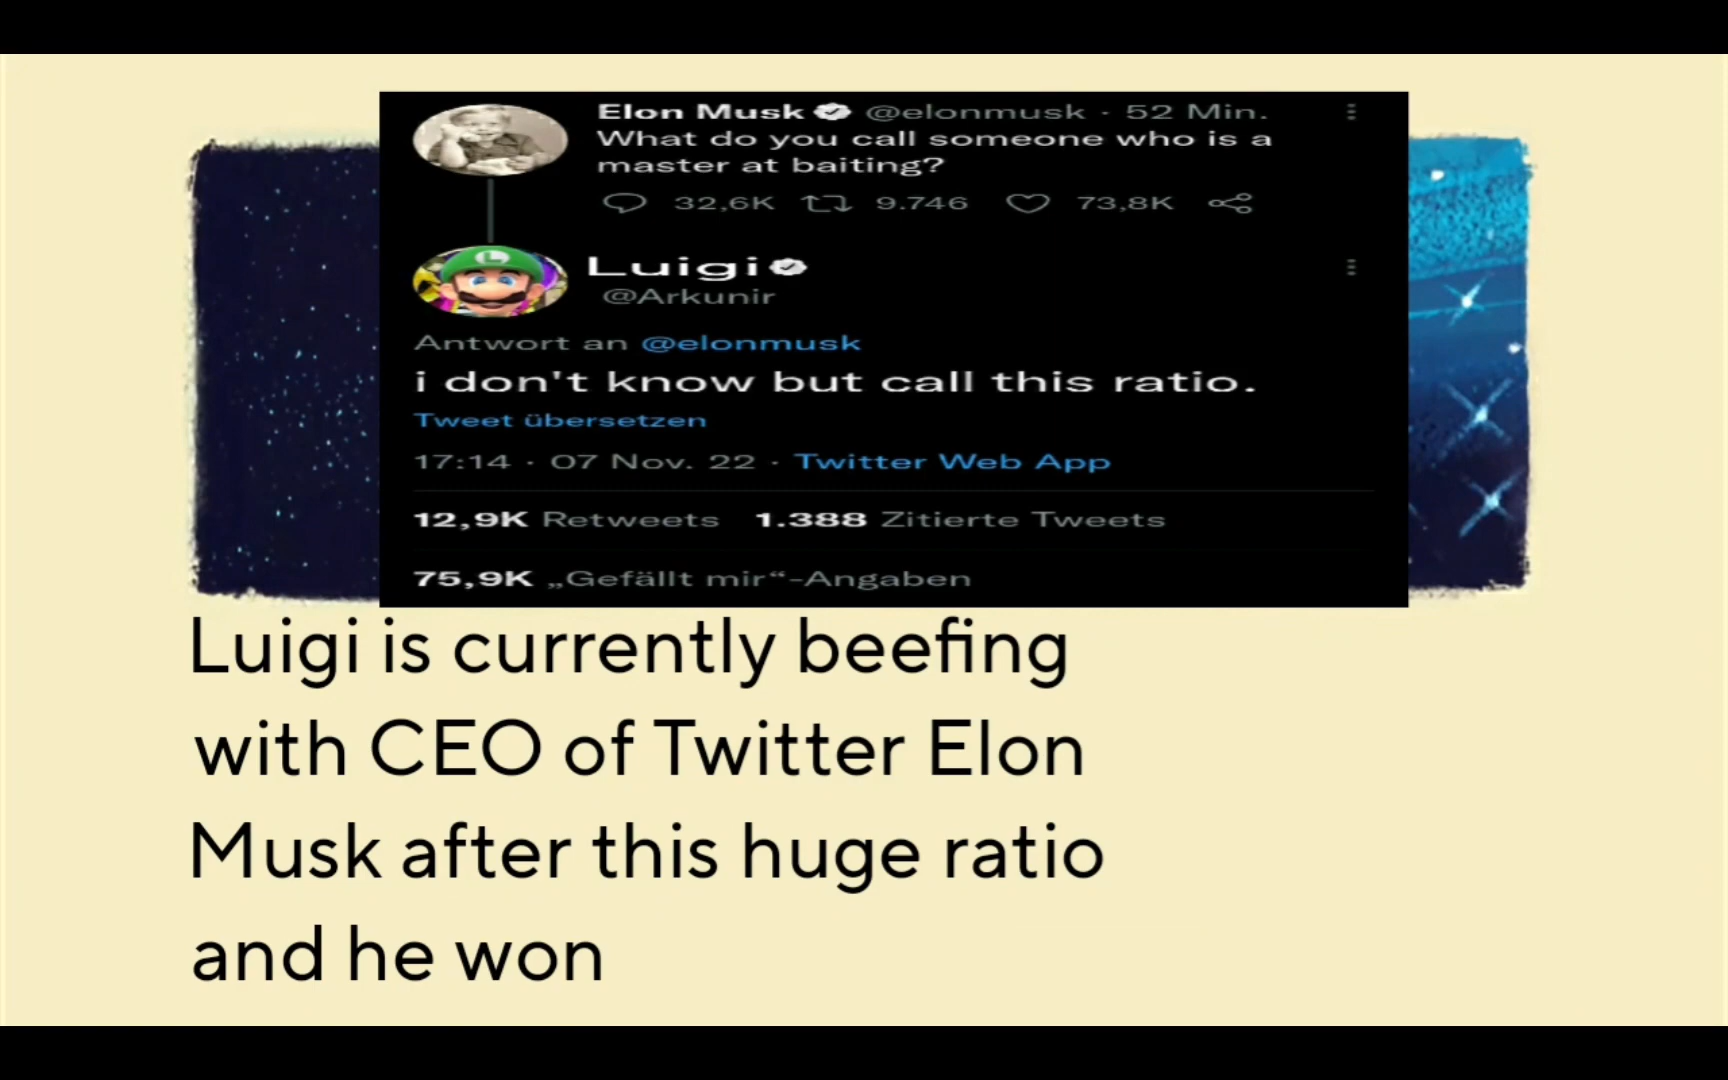 Elon Musk @elonmusk · 52 Min.
What do you call someone who is a
master at baiting?
32,6K 9.746 73,8K
Luigi
@Arkunir
Antwort an @elonmusk
i don't know but call this ratio.
Tweet übersetzen
17:14 · 07 Nov. 22 · Twitter Web App
12,9K Retweets 1.388 Zitierte Tweets
75,9K „Gefällt mir“-Angaben
Luigi is currently beefing
with CEO of Twitter Elon
Musk after this huge ratio
and he won